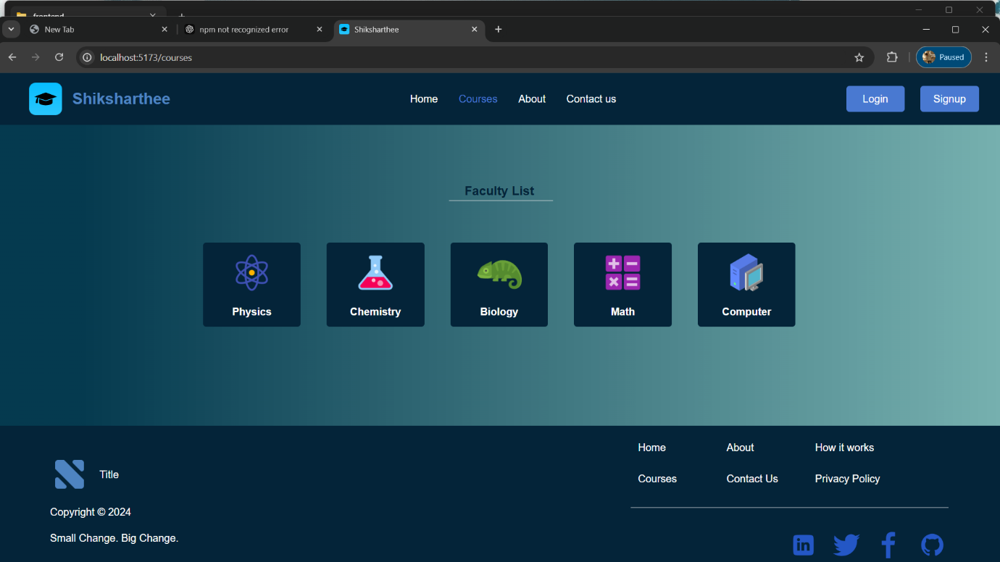 frontend
New Tab
npm not recognized error
Shiksharthee
localhost:5173/courses
Paused
Shiksharthee
Home Courses About Contact us
Login Signup
Faculty List
Physics Chemistry Biology Math Computer
Home About How it works
Title
Courses Contact Us Privacy Policy
Copyright © 2024
Small Change. Big Change.
in